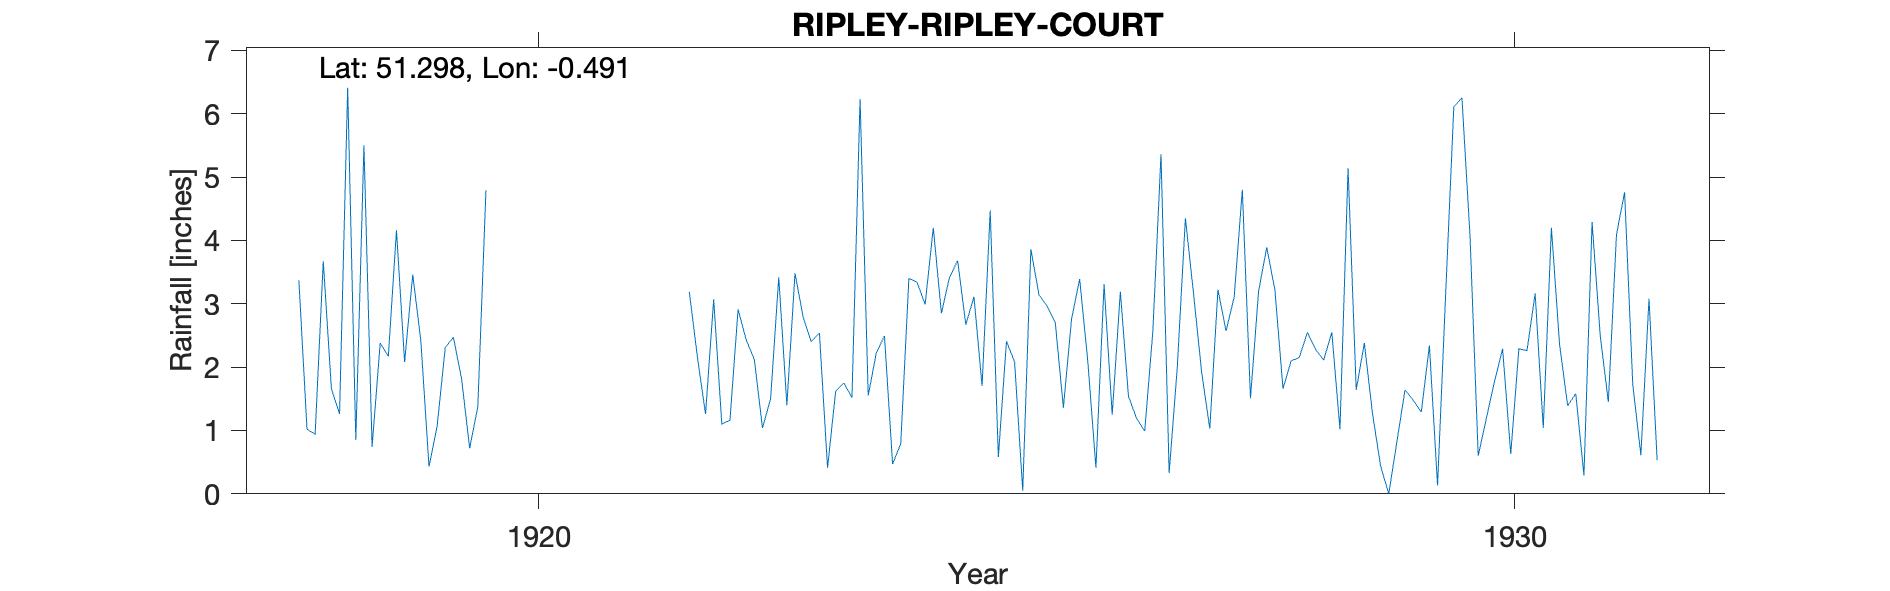 RIPLEY-RIPLEY-COURT
Lat: 51.298, Lon: -0.491
7
6
5
4
3
2
1
0
Rainfall [inches]
1920
1930
Year